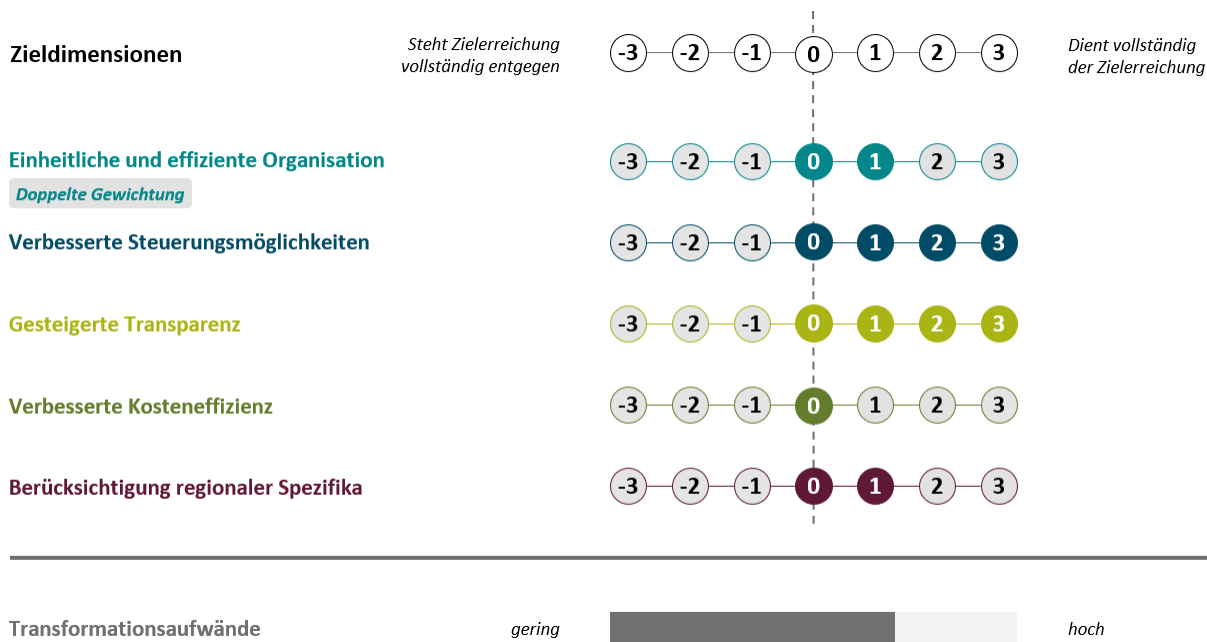 Zieldimensionen
Steht Zielerreichung
vollständig entgegen
-3 -2 -1 0 1 2 3
Dient vollständig
der Zielerreichung
Einheitliche und effiziente Organisation
-3 -2 -1 0 1 2 3
Doppelte Gewichtung
Verbesserte Steuerungsmöglichkeiten
-3 -2 -1 0 1 2 3
Gesteigerte Transparenz
-3 -2 -1 0 1 2 3
Verbesserte Kosteneffizienz
-3 -2 -1 0 1 2 3
Berücksichtigung regionaler Spezifika
-3 -2 -1 0 1 2 3
Transformationsaufwände
gering
hoch